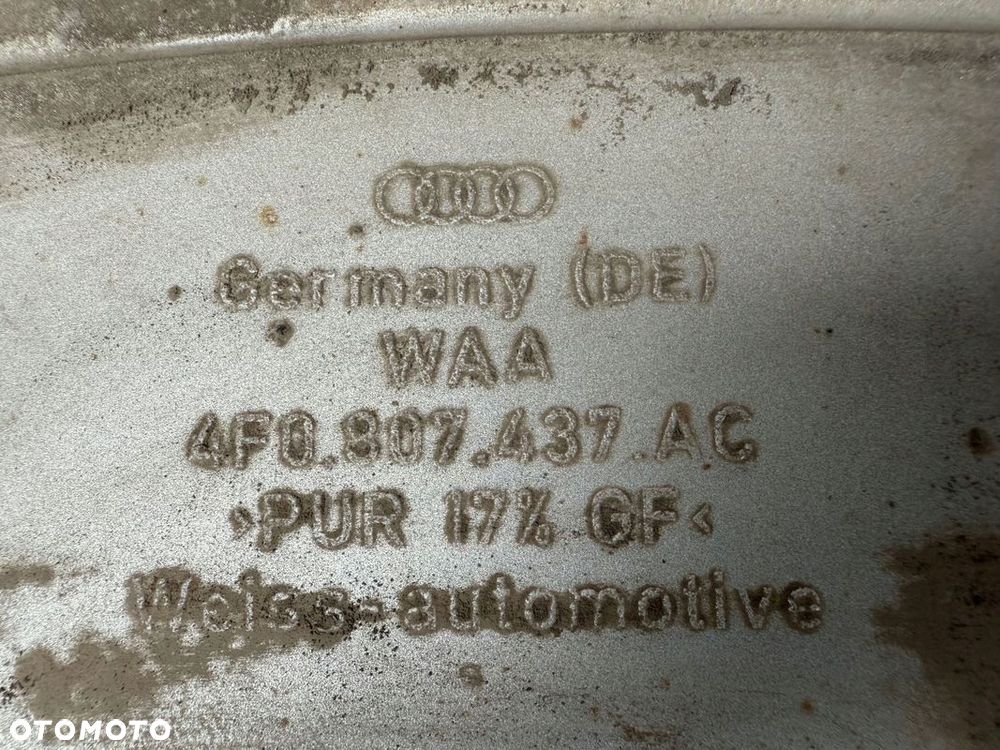 Germany (DE)
WAA
4F0.807.437.AC
>PUR 17% GF<
Weiss-automotive
OTOMOTO